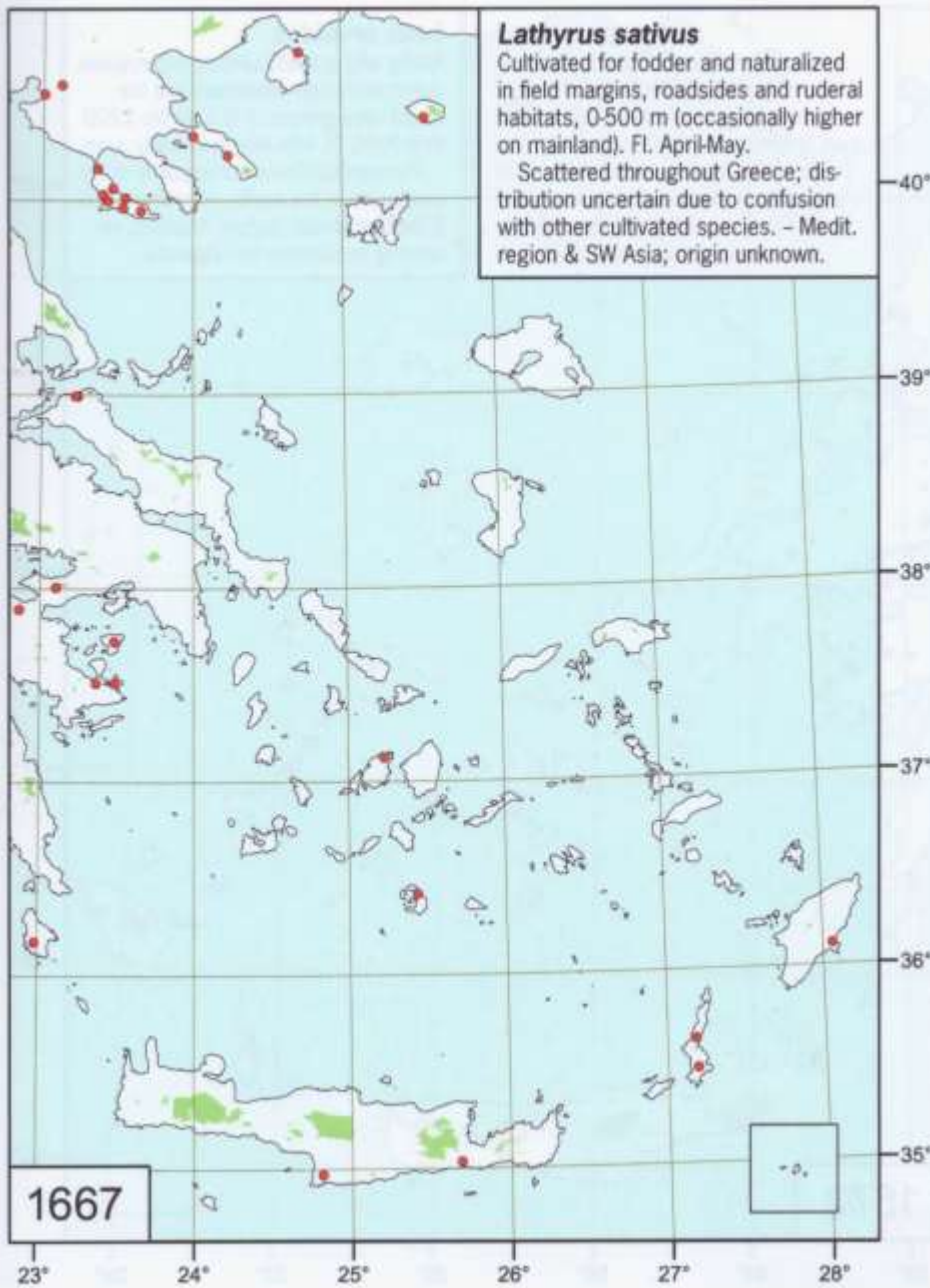 Lathyrus sativus
Cultivated for fodder and naturalized
in field margins, roadsides and ruderal
habitats, 0-500 m (occasionally higher
on mainland). Fl. April-May.
Scattered throughout Greece; dis-
tribution uncertain due to confusion
with other cultivated species. – Medit.
region & SW Asia; origin unknown.
40°
39°
38°
37°
36°
35°
1667
23° 24° 25° 26° 27° 28°